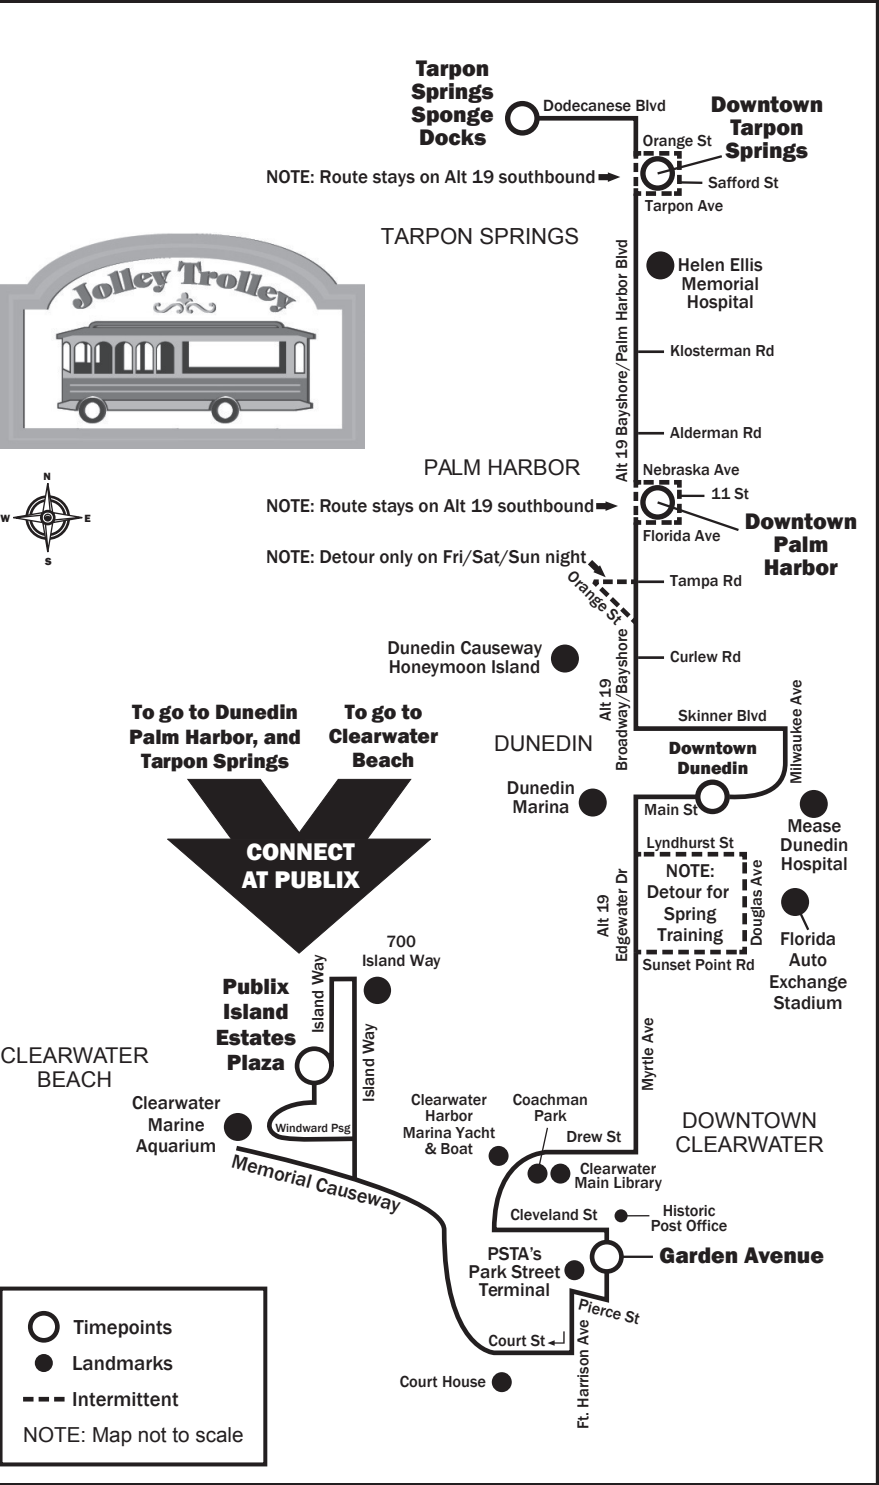 Tarpon
Springs
Sponge
Docks
Dodecanese Blvd
Downtown
Tarpon
Springs
Orange St
NOTE: Route stays on Alt 19 southbound
Safford St
Tarpon Ave
TARPON SPRINGS
Jolley Trolley
Helen Ellis
Memorial
Hospital
Alt 19 Bayshore/Palm Harbor Blvd
Klosterman Rd
Alderman Rd
PALM HARBOR
Nebraska Ave
N
W
E
S
11 St
NOTE: Route stays on Alt 19 southbound
Downtown
Palm
Harbor
Florida Ave
NOTE: Detour only on Fri/Sat/Sun night
Orange St
Tampa Rd
Dunedin Causeway
Honeymoon Island
Curlew Rd
Alt 19
Broadway/Bayshore
Skinner Blvd
Milwaukee Ave
To go to Dunedin
Palm Harbor, and
Tarpon Springs
To go to
Clearwater
Beach
DUNEDIN
Downtown
Dunedin
Dunedin
Marina
Main St
Mease
Dunedin
Hospital
CONNECT
AT PUBLIX
Lyndhurst St
NOTE:
Detour for
Spring
Training
Douglas Ave
Alt 19
Edgewater Dr
Sunset Point Rd
Florida
Auto
Exchange
Stadium
700
Island Way
Island Way
Publix
Island
Estates
Plaza
Island Way
CLEARWATER
BEACH
Clearwater
Marine
Aquarium
Windward Psg
Memorial Causeway
Myrtle Ave
Clearwater
Harbor
Marina Yacht
& Boat
Coachman
Park
Drew St
DOWNTOWN
CLEARWATER
Clearwater
Main Library
Cleveland St
Historic
Post Office
PSTA's
Park Street
Terminal
Garden Avenue
Pierce St
Court St
Ft. Harrison Ave
Court House
Timepoints
Landmarks
Intermittent
NOTE: Map not to scale